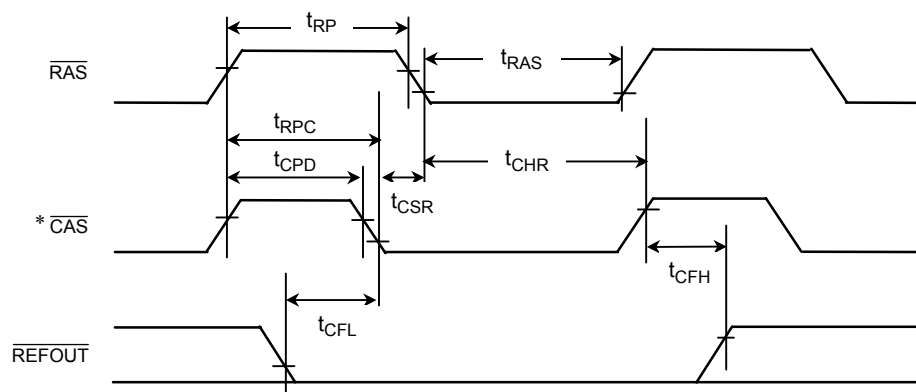 tRP
RAS
tRAS
tRPC
tCPD
tCHR
tCSR
* CAS
tCFH
tCFL
REFOUT